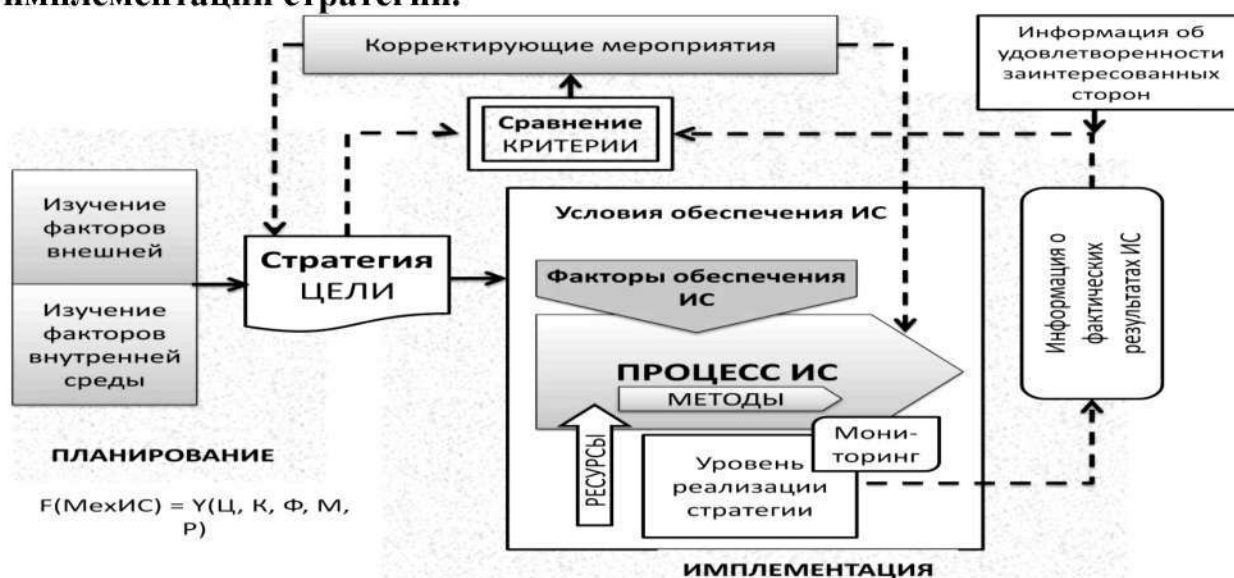 имплементации стратегии.
Корректирующие мероприятия
Информация об
удовлетворенности
заинтересованных
сторон
Сравнение
КРИТЕРИИ
Изучение
факторов
внешней
Изучение
факторов
внутренней
среды
Стратегия
ЦЕЛИ
Условия обеспечения ИС
Факторы обеспечения
ИС
ПРОЦЕСС ИС
МЕТОДЫ
РЕСУРСЫ
Мони-
торинг
Уровень
реализации
стратегии
Информация о
фактических
результатах ИС
ПЛАНИРОВАНИЕ
F(МехИС) = Y(Ц, К, Ф, М,
Р)
ИМПЛЕМЕНТАЦИЯ